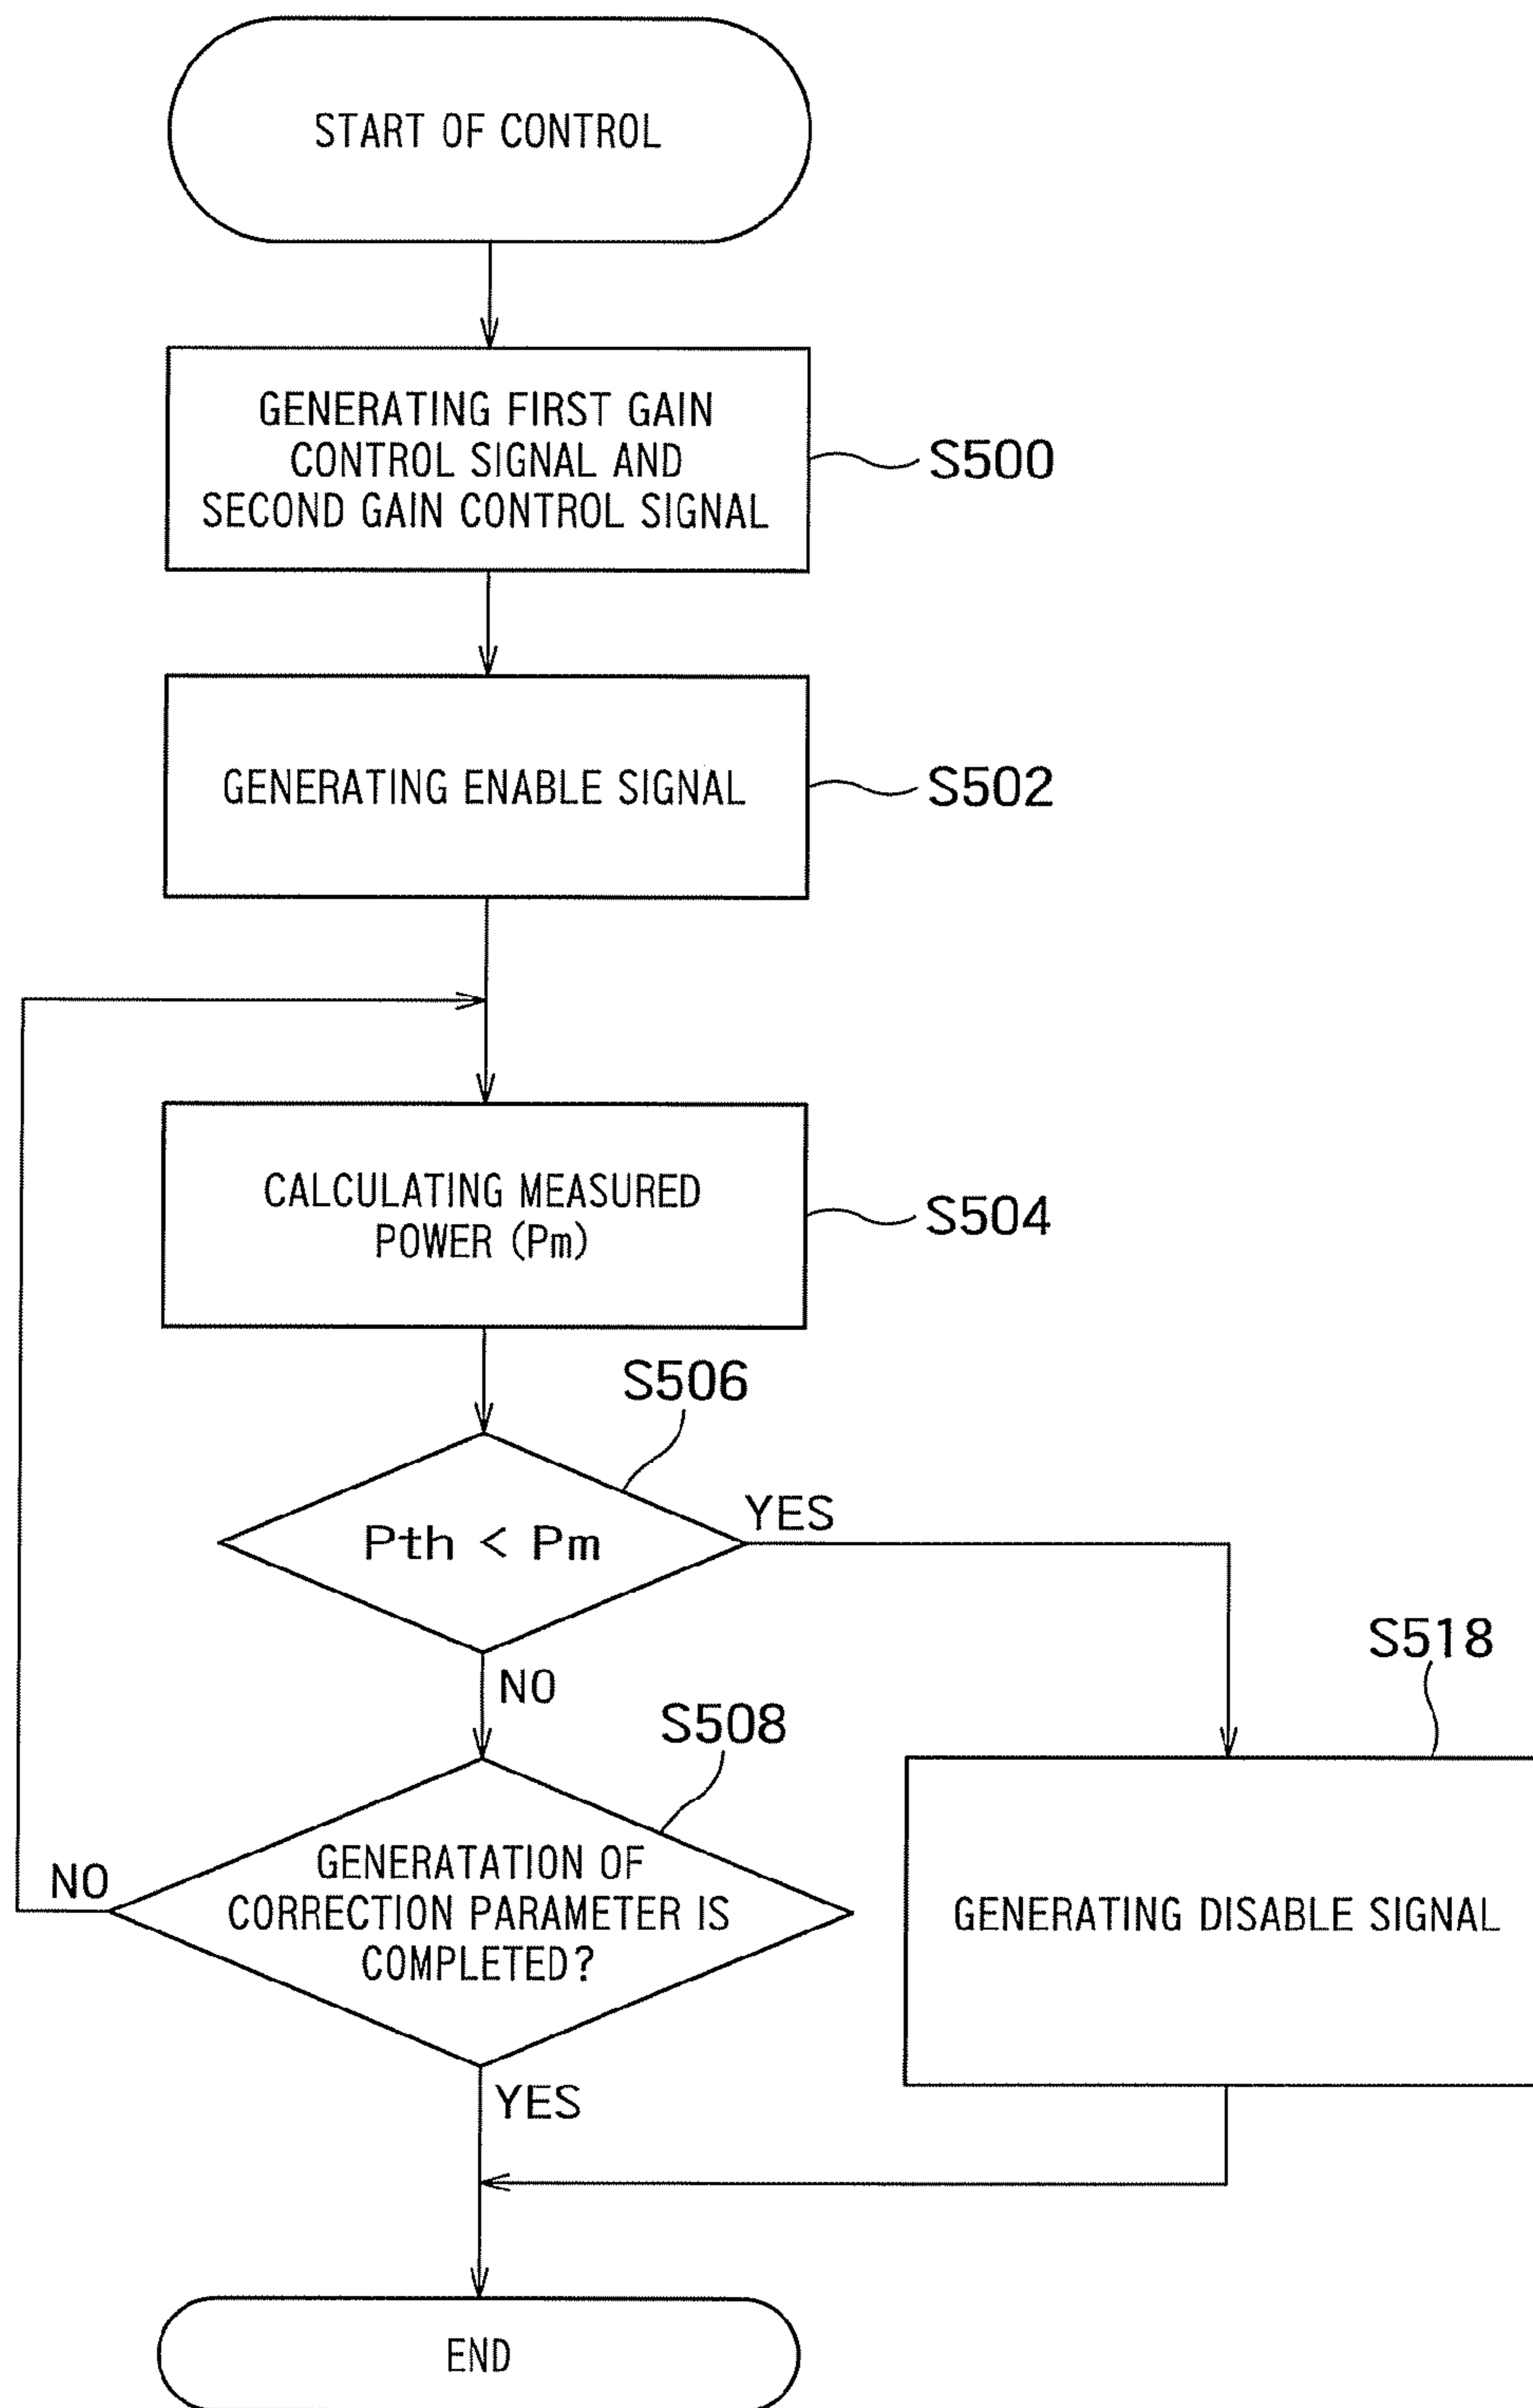 START OF CONTROL
GENERATING FIRST GAIN
CONTROL SIGNAL AND
SECOND GAIN CONTROL SIGNAL
S500
GENERATING ENABLE SIGNAL
S502
CALCULATING MEASURED
POWER (Pm)
S504
S506
Pth < Pm
YES
NO
S518
S508
GENERATATION OF
CORRECTION PARAMETER IS
COMPLETED?
NO
GENERATING DISABLE SIGNAL
YES
END